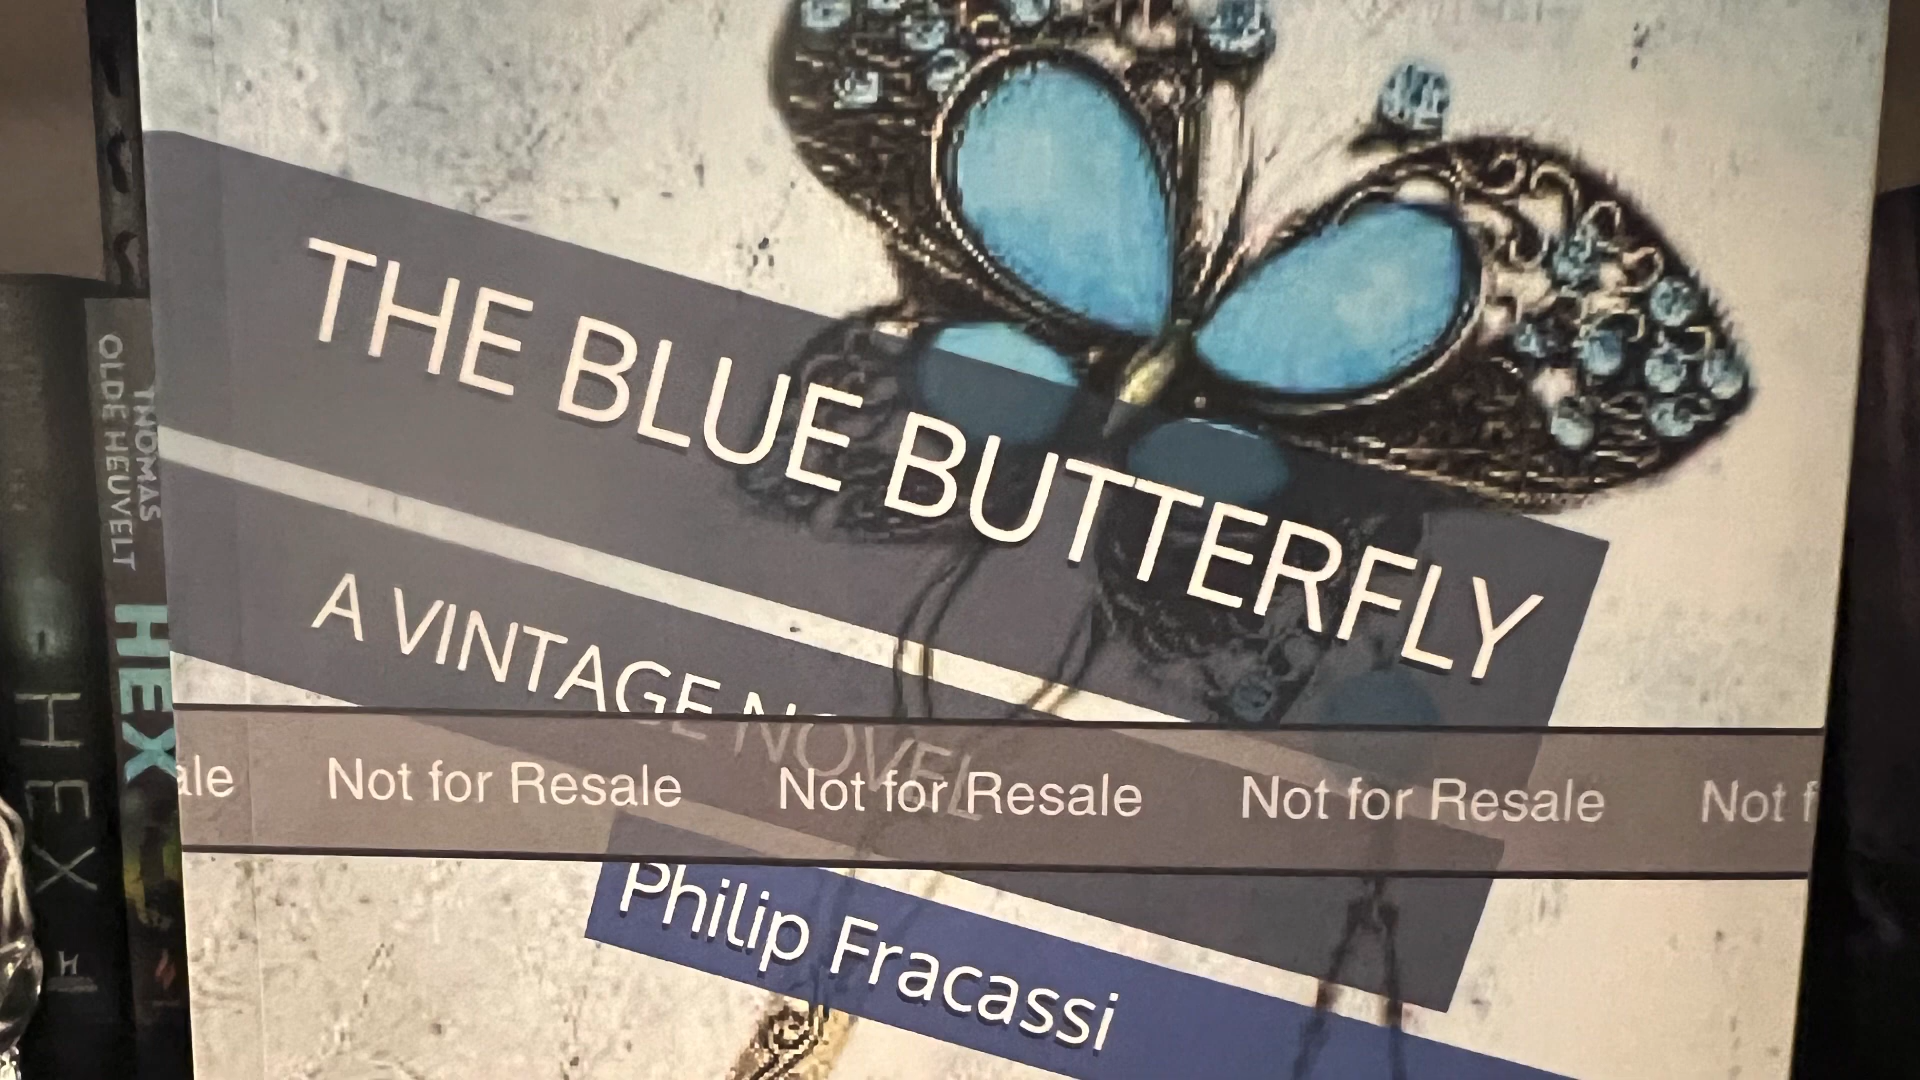 THE BLUE BUTTERFLY
A VINTAGE NOVEL
ale Not for Resale Not for Resale Not for Resale Not f
Philip Fracassi
THOMAS
OLDE HEUVELT
HEX
HEX
H